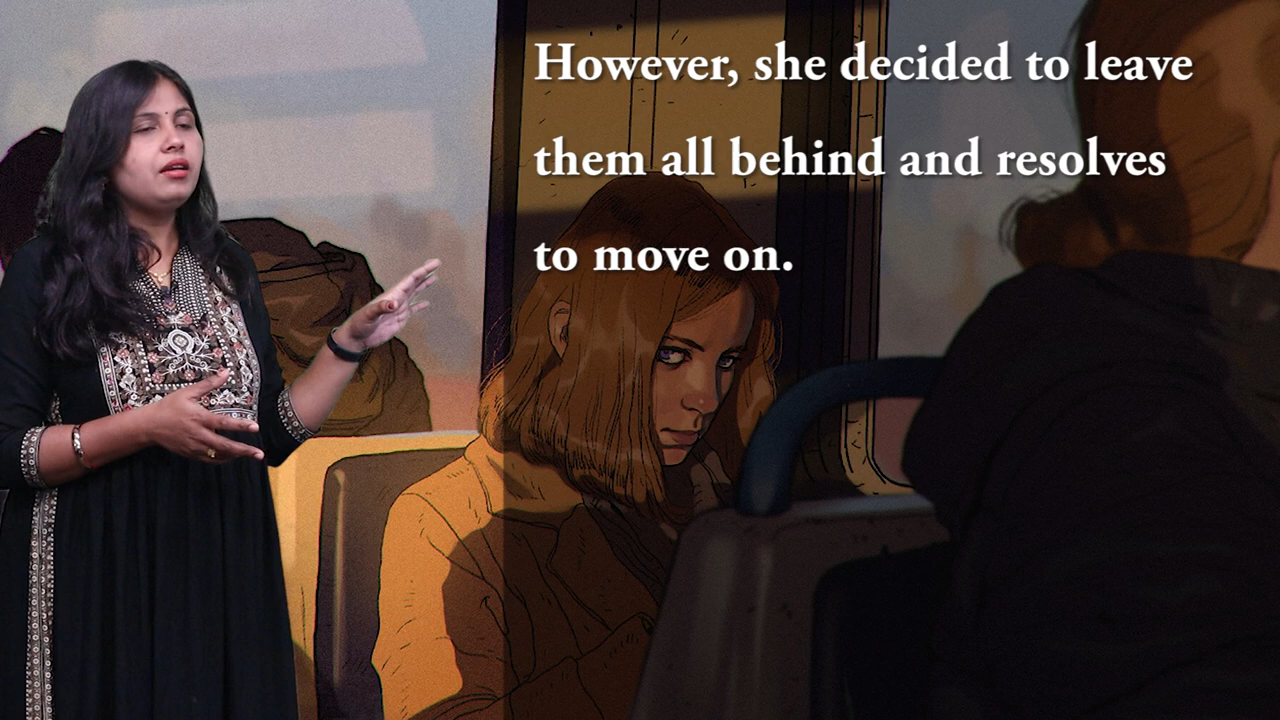 However, she decided to leave
them all behind and resolves
to move on.